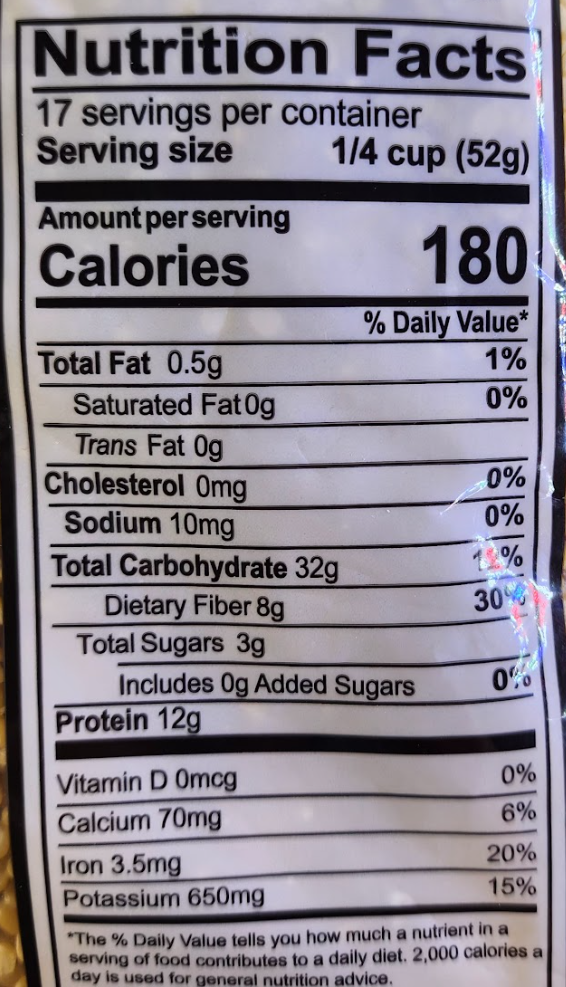 Nutrition Facts
17 servings per container
Serving size 1/4 cup (52g)
Amount per serving
Calories 180
% Daily Value*
Total Fat 0.5g 1%
Saturated Fat 0g 0%
Trans Fat 0g
Cholesterol 0mg 0%
Sodium 10mg 0%
Total Carbohydrate 32g
Dietary Fiber 8g 30%
Total Sugars 3g
Includes 0g Added Sugars 0%
Protein 12g
Vitamin D 0mcg 0%
Calcium 70mg 6%
Iron 3.5mg 20%
Potassium 650mg 15%
*The % Daily Value tells you how much a nutrient in a
serving of food contributes to a daily diet. 2,000 calories a
day is used for general nutrition advice.